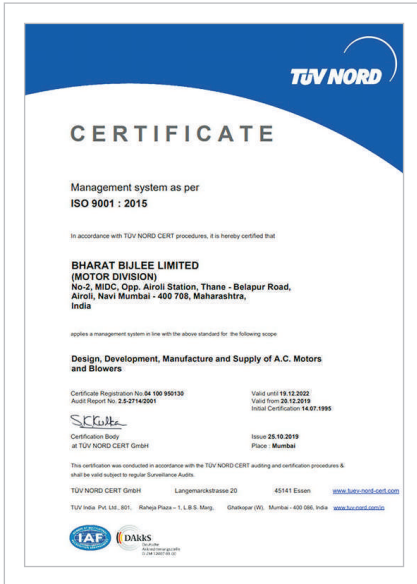 TÜV NORD
CERTIFICATE
Management system as per
ISO 9001 : 2015
In accordance with TÜV NORD CERT procedures, it is hereby certified that
BHARAT BIJLEE LIMITED
(MOTOR DIVISION)
No-2, MIDC, Opp. Airoli Station, Thane - Belapur Road,
Airoli, Navi Mumbai - 400 708, Maharashtra,
India
applies a management system in line with the above standard for the following scope
Design, Development, Manufacture and Supply of A.C. Motors
and Blowers
Certificate Registration No.04 100 950130 Valid until 19.12.2022
Audit Report No. 2.5-2714/2001 Valid from 20.12.2019
Initial Certification 14.07.1995
Certification Body Issue 25.10.2019
at TÜV NORD CERT GmbH Place : Mumbai
This certification was conducted in accordance with the TÜV NORD CERT auditing and certification procedures &
shall be valid subject to regular Surveillance Audits.
TÜV NORD CERT GmbH Langemarckstrasse 20 45141 Essen www.tuev-nord-cert.com
TUV India Pvt. Ltd., 801, Raheja Plaza – 1, L.B.S. Marg, Ghatkopar (W), Mumbai - 400 086, India www.tuv-nord.com/in
IAF
DAkkS
Deutsche
Akkreditierungsstelle